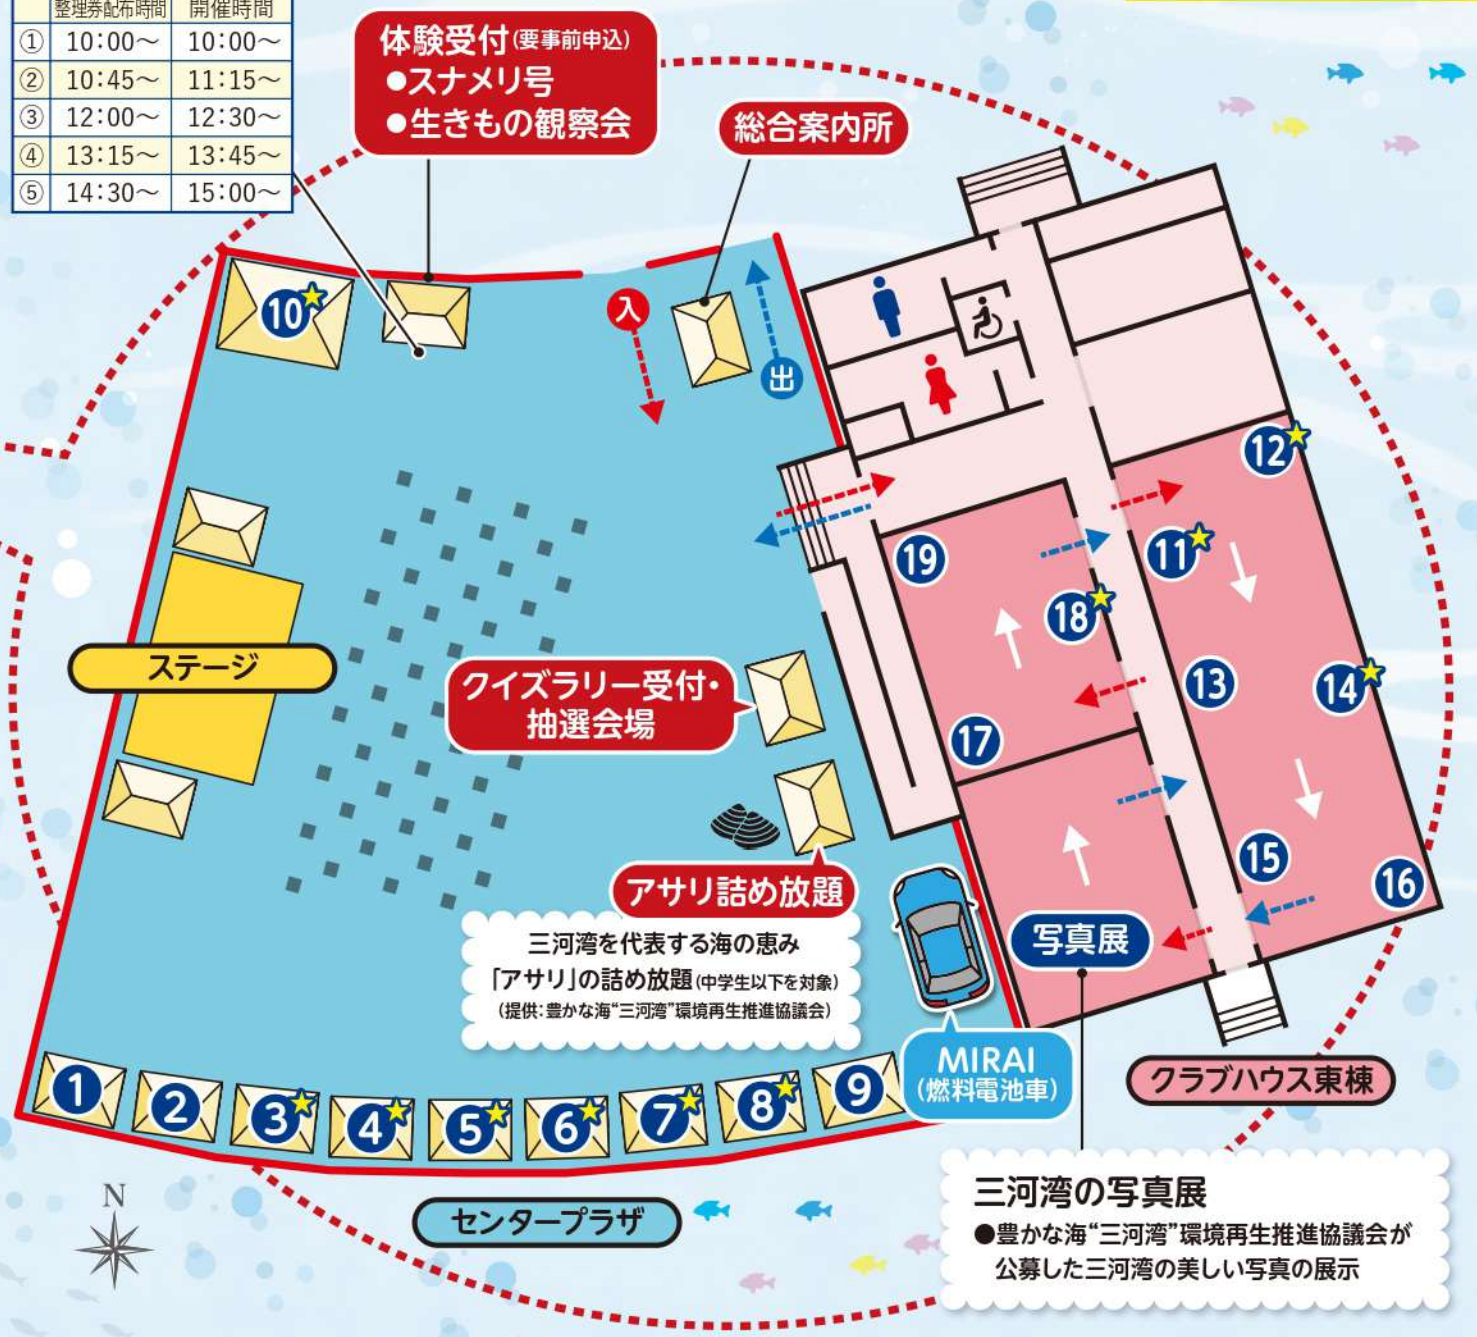 整理券配布時間 開催時間
① 10:00～ 10:00～
② 10:45～ 11:15～
③ 12:00～ 12:30～
④ 13:15～ 13:45～
⑤ 14:30～ 15:00～
体験受付(要事前申込)
●スナメリ号
●生きもの観察会
総合案内所
入
出
10
12
11
19
18
13
14
17
15
16
ステージ
クイズラリー受付・
抽選会場
アサリ詰め放題
三河湾を代表する海の恵み
「アサリ」の詰め放題(中学生以下を対象)
(提供:豊かな海“三河湾”環境再生推進協議会)
写真展
MIRAI
(燃料電池車)
クラブハウス東棟
1
2
3
4
5
6
7
8
9
N
センタープラザ
三河湾の写真展
●豊かな海“三河湾”環境再生推進協議会が
公募した三河湾の美しい写真の展示